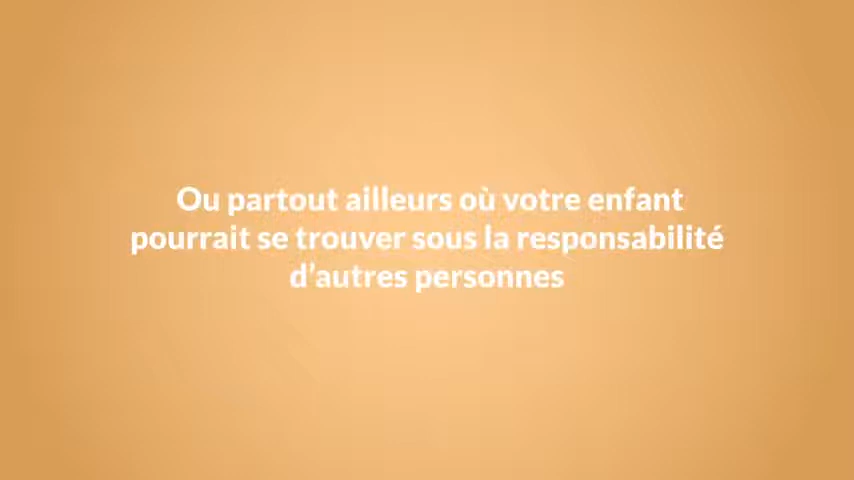 Ou partout ailleurs où votre enfant
pourrait se trouver sous la responsabilité
d’autres personnes